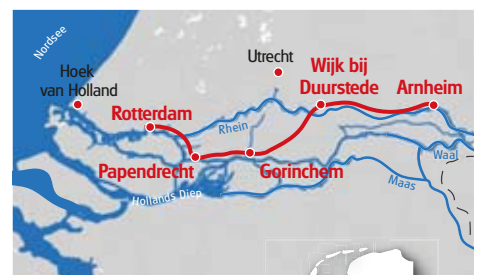 Nordsee
Utrecht
Hoek
van Holland
Wijk bij
Duurstede
Arnheim
Rotterdam
Rhein
Waal
Papendrecht
Gorinchem
Maas
Hollands Diep